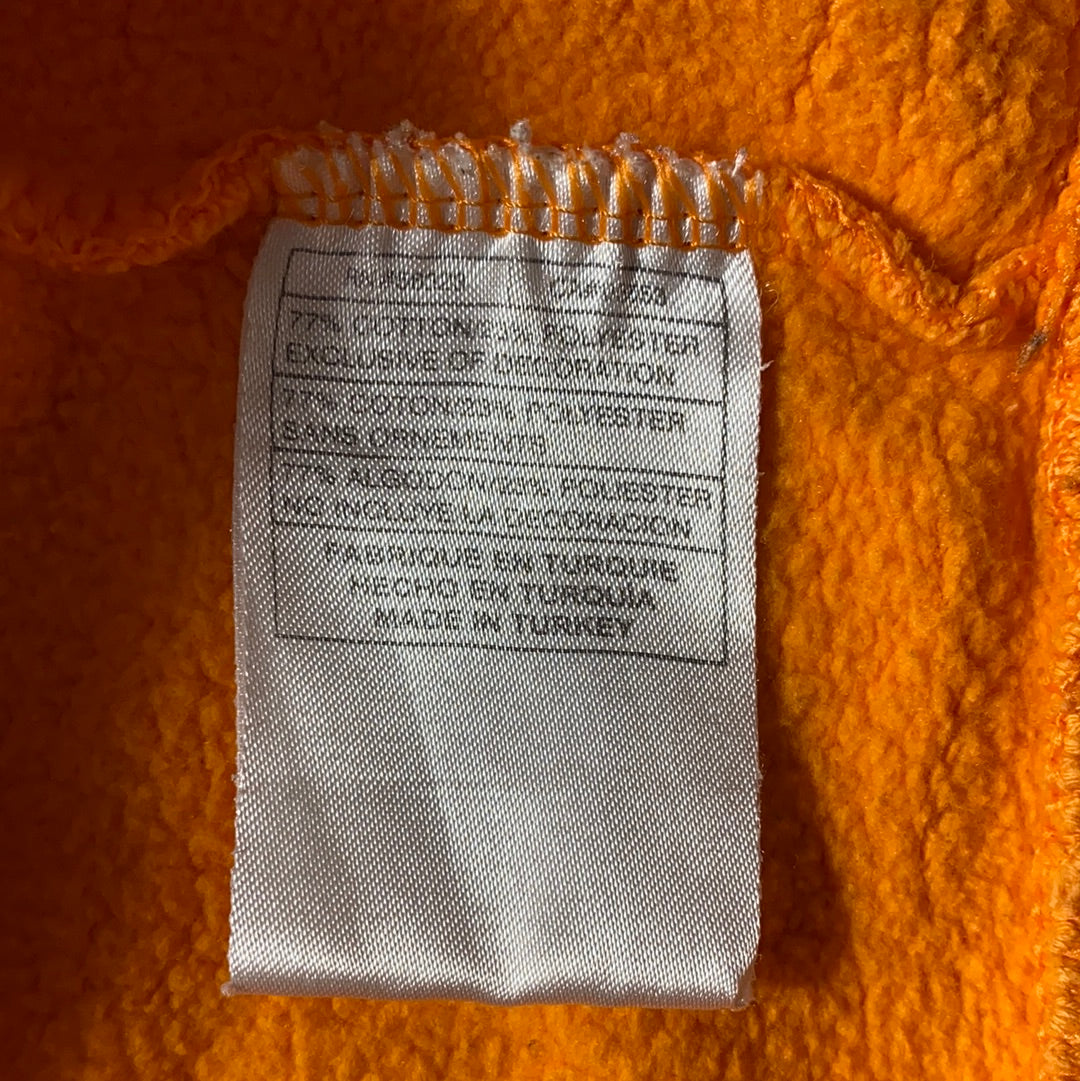 77% COTTON 23% POLYESTER
EXCLUSIVE OF DECORATION
77% COTON 23% POLYESTER
SANS ORNEMENTS
77% ALGODON 23% POLIESTER
NO INCLUYE LA DECORACION
FABRIQUE EN TURQUIE
HECHO EN TURQUIA
MADE IN TURKEY